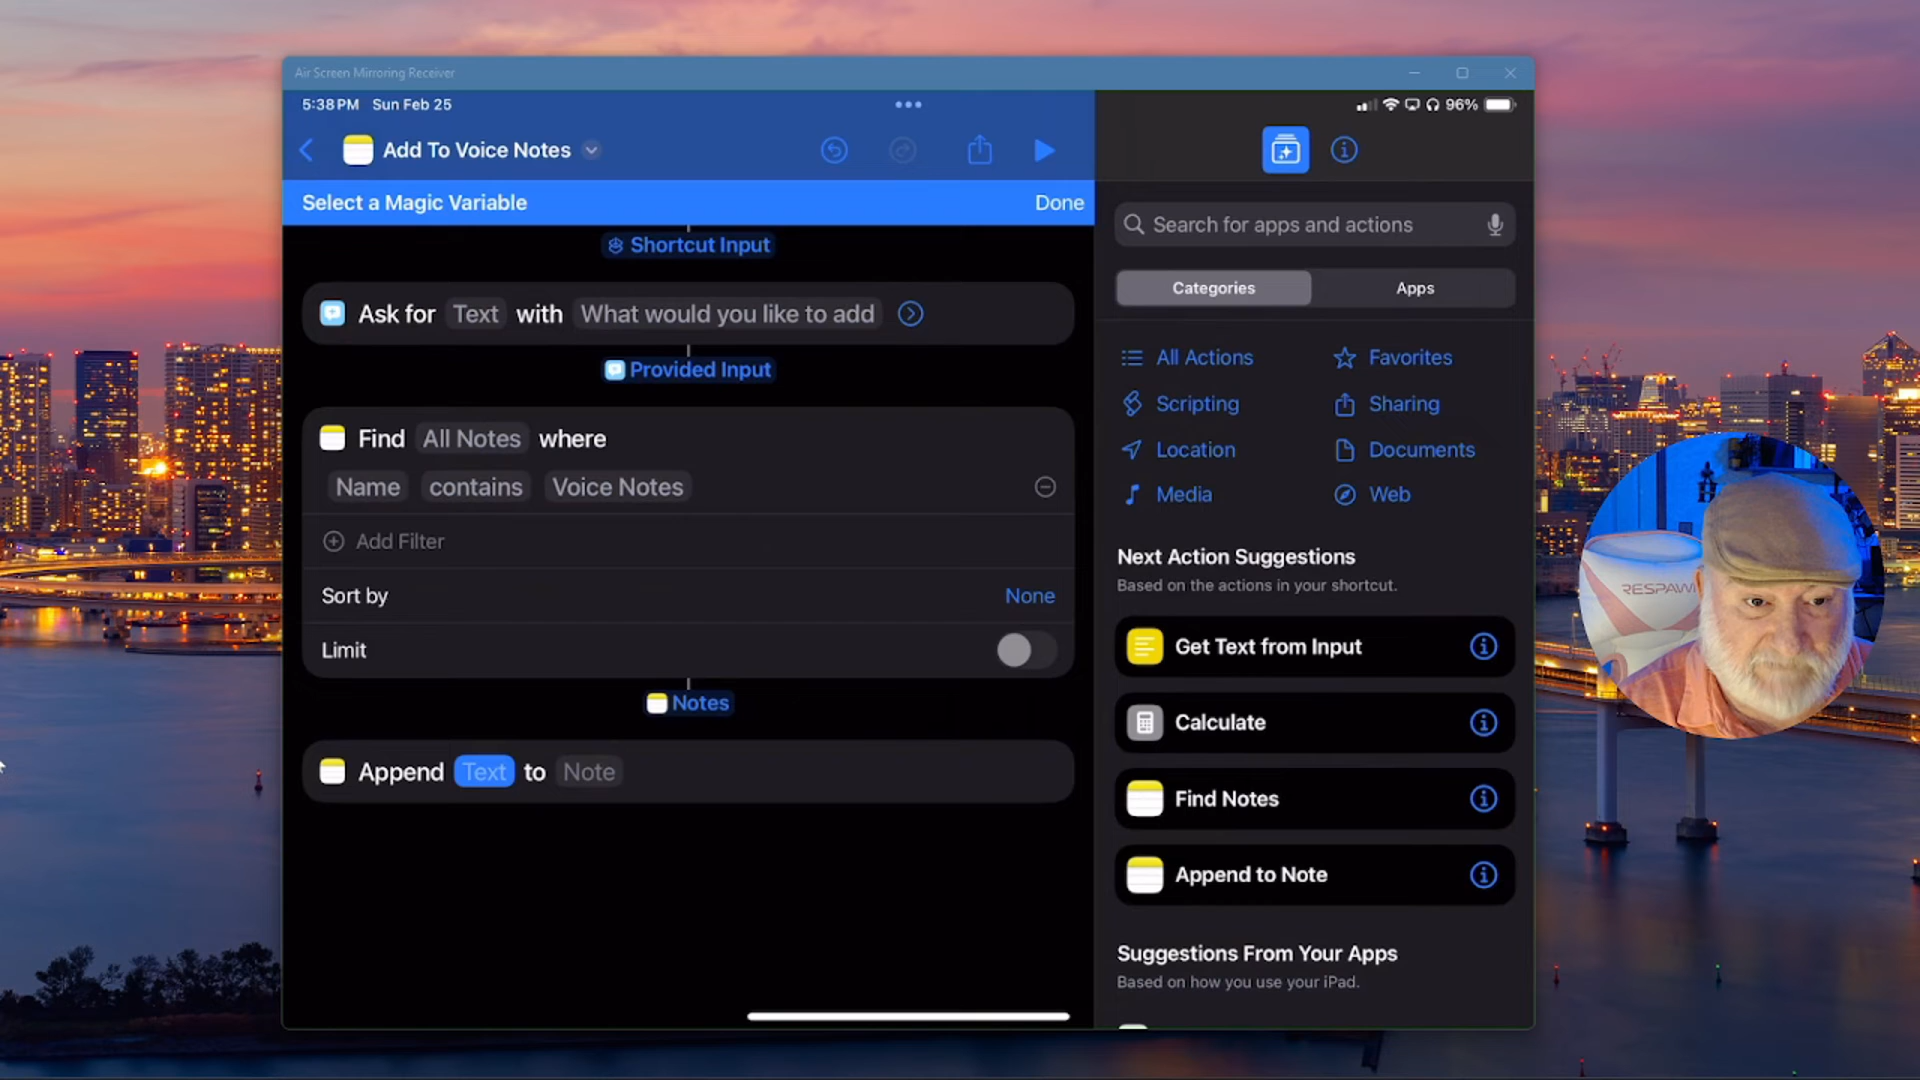 Air Screen Mirroring Receiver
5:38 PM Sun Feb 25
96%
Add To Voice Notes
Select a Magic Variable
Done
Shortcut Input
Ask for Text with What would you like to add
Provided Input
Find All Notes where
Name contains Voice Notes
Add Filter
Sort by
None
Limit
Notes
Append Text to Note
Search for apps and actions
Categories
Apps
All Actions
Favorites
Scripting
Sharing
Location
Documents
Media
Web
Next Action Suggestions
Based on the actions in your shortcut.
Get Text from Input
Calculate
Find Notes
Append to Note
Suggestions From Your Apps
Based on how you use your iPad.